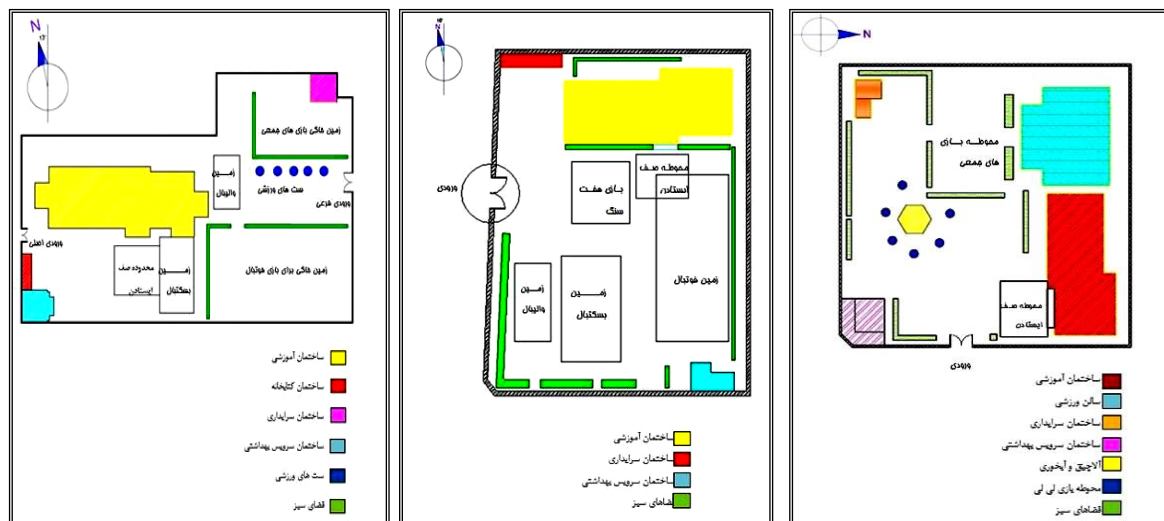 N
زمین خاکی بازی های جمعی
زمین
والیبال
ست های ورزشی
ورودی فرعی
ورودی اصلی
محدوده صف
ایستادن
زمین
بسکتبال
زمین خاکی برای بازی فوتبال
ساختمان آموزشی
ساختمان کتابخانه
ساختمان سرایداری
ساختمان سرویس بهداشتی
ست های ورزشی
فضای سبز
N
ورودی
بازی هفت
سنگ
محوطه صف
ایستادن
زمین
والیبال
زمین
بسکتبال
زمین فوتبال
ساختمان آموزشی
ساختمان سرایداری
ساختمان سرویس بهداشتی
فضاهای سبز
N
محوطه بازی
های جمعی
محوطه صف
ایستادن
ورودی
ساختمان آموزشی
سالن ورزشی
ساختمان سرایداری
ساختمان سرویس بهداشتی
آلاچیق و آبخوری
محوطه بازی لی لی
فضاهای سبز